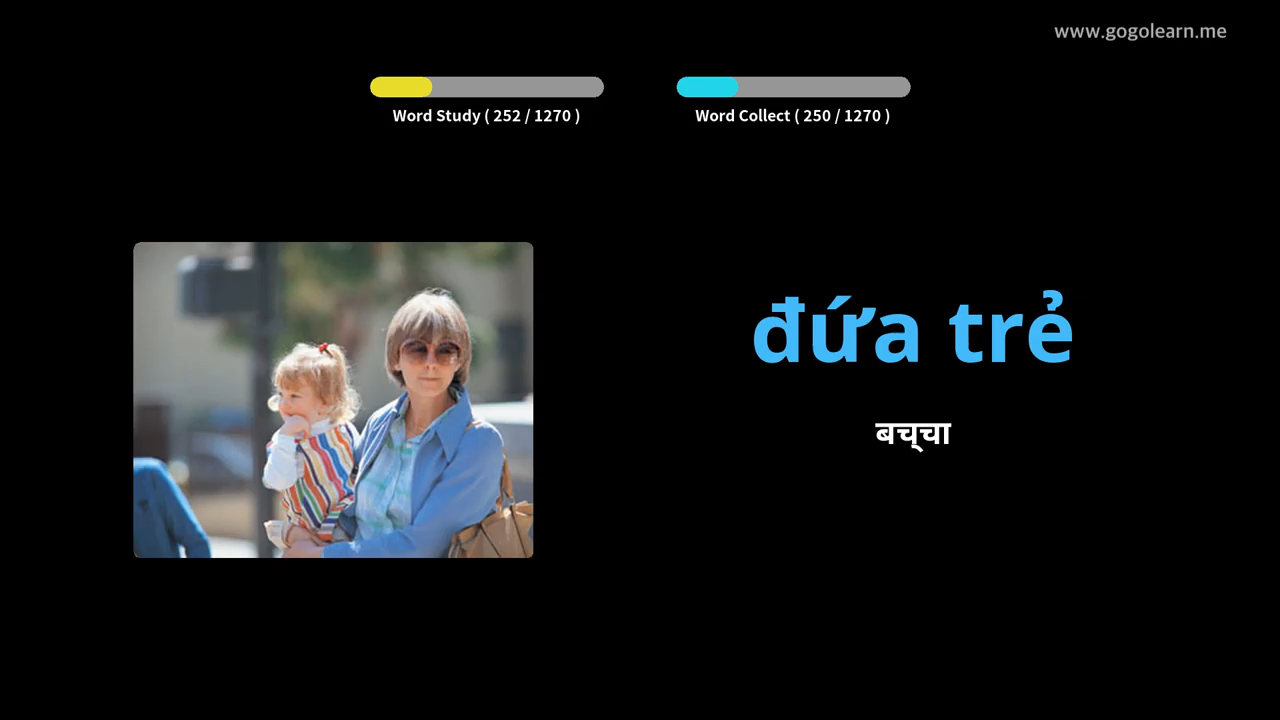 www.gogolearn.me
Word Study ( 252 / 1270 )
Word Collect ( 250 / 1270 )
đứa trẻ
बच्चा